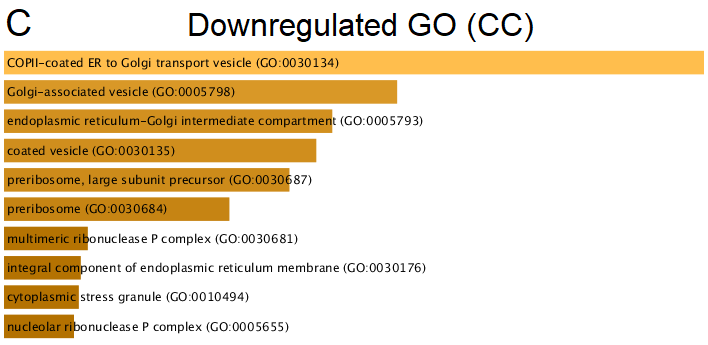 C
Downregulated GO (CC)
COPII-coated ER to Golgi transport vesicle (GO:0030134)
Golgi-associated vesicle (GO:0005798)
endoplasmic reticulum-Golgi intermediate compartment (GO:0005793)
coated vesicle (GO:0030135)
preribosome, large subunit precursor (GO:0030687)
preribosome (GO:0030684)
multimeric ribonuclease P complex (GO:0030681)
integral component of endoplasmic reticulum membrane (GO:0030176)
cytoplasmic stress granule (GO:0010494)
nucleolar ribonuclease P complex (GO:0005655)